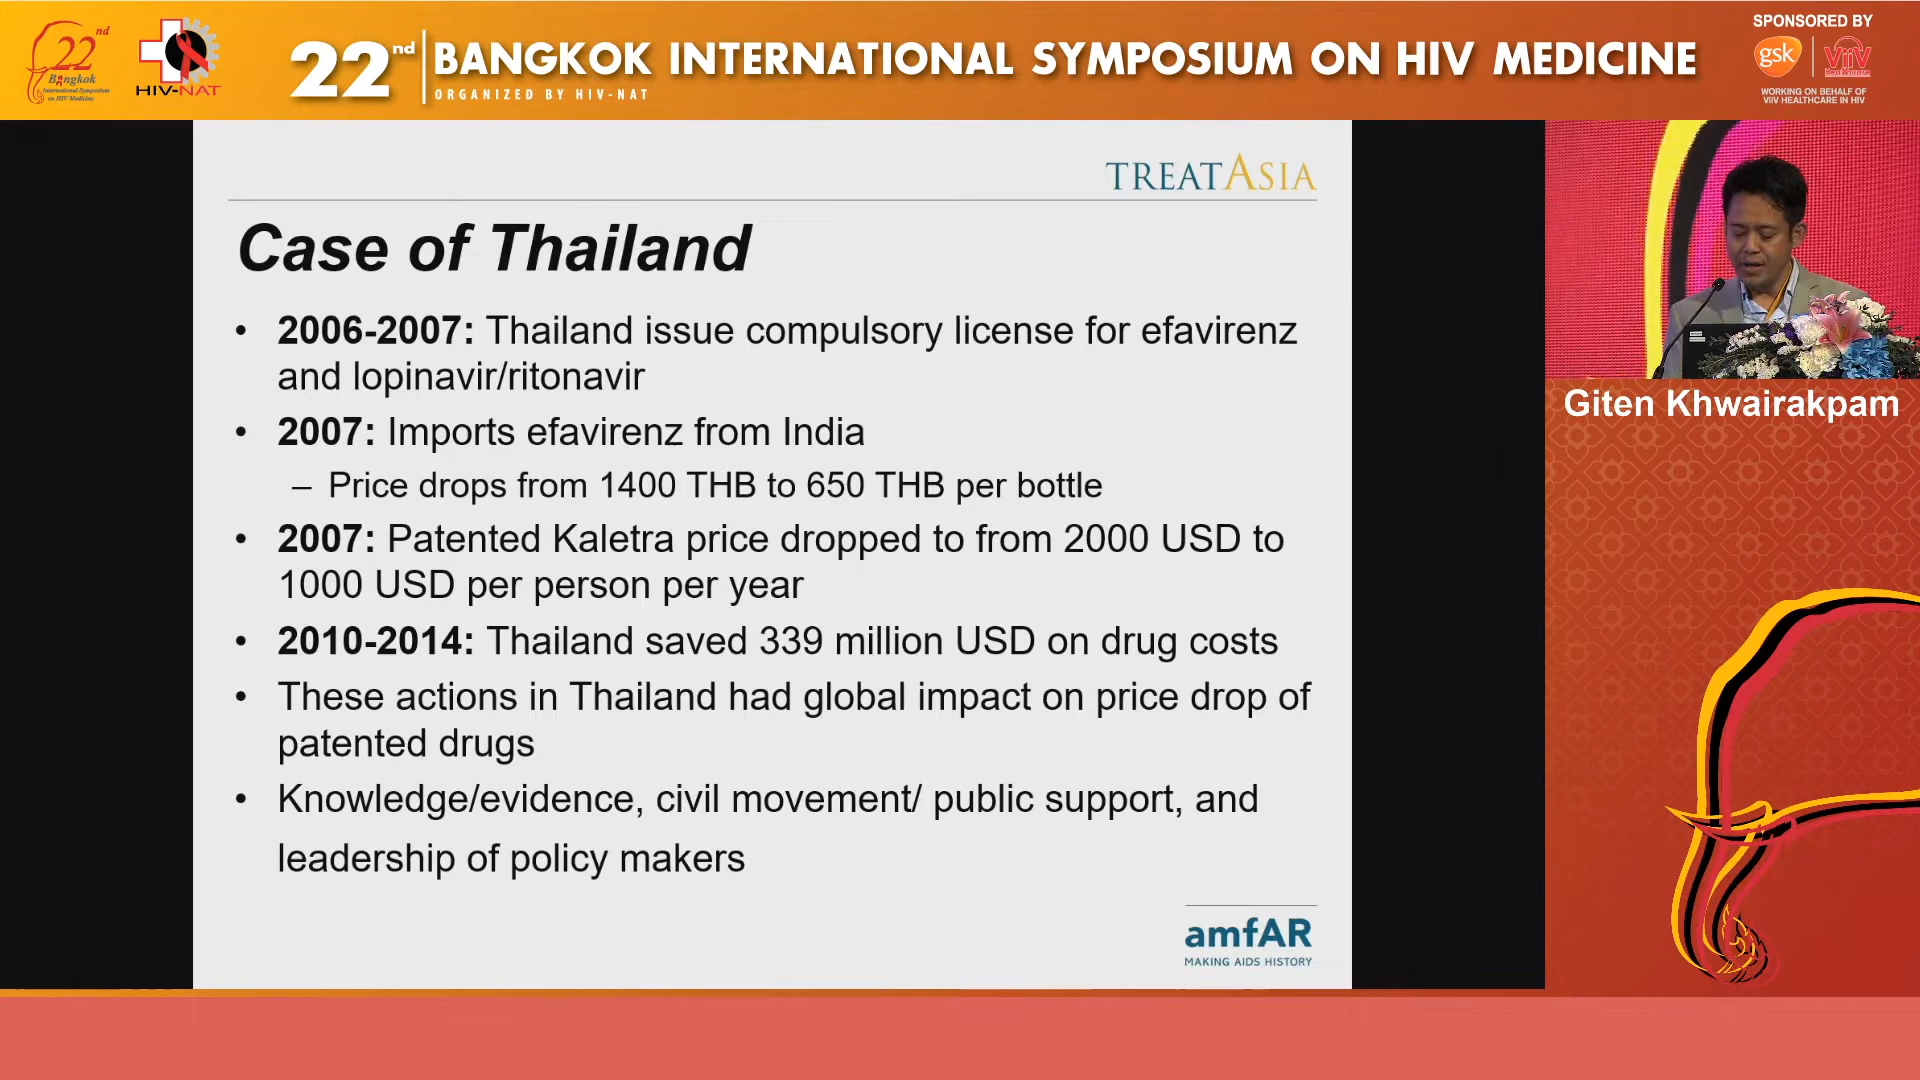 22nd
Bangkok
International Symposium
on HIV Medicine
HIV-NAT
22nd BANGKOK INTERNATIONAL SYMPOSIUM ON HIV MEDICINE
ORGANIZED BY HIV-NAT
SPONSORED BY
gsk
ViiV
WORKING ON BEHALF OF
ViiV HEALTHCARE IN HIV
TREATASIA
Case of Thailand
• 2006-2007: Thailand issue compulsory license for efavirenz
and lopinavir/ritonavir
• 2007: Imports efavirenz from India
– Price drops from 1400 THB to 650 THB per bottle
• 2007: Patented Kaletra price dropped to from 2000 USD to
1000 USD per person per year
• 2010-2014: Thailand saved 339 million USD on drug costs
• These actions in Thailand had global impact on price drop of
patented drugs
• Knowledge/evidence, civil movement/ public support, and
leadership of policy makers
amfAR
MAKING AIDS HISTORY
Giten Khwairakpam